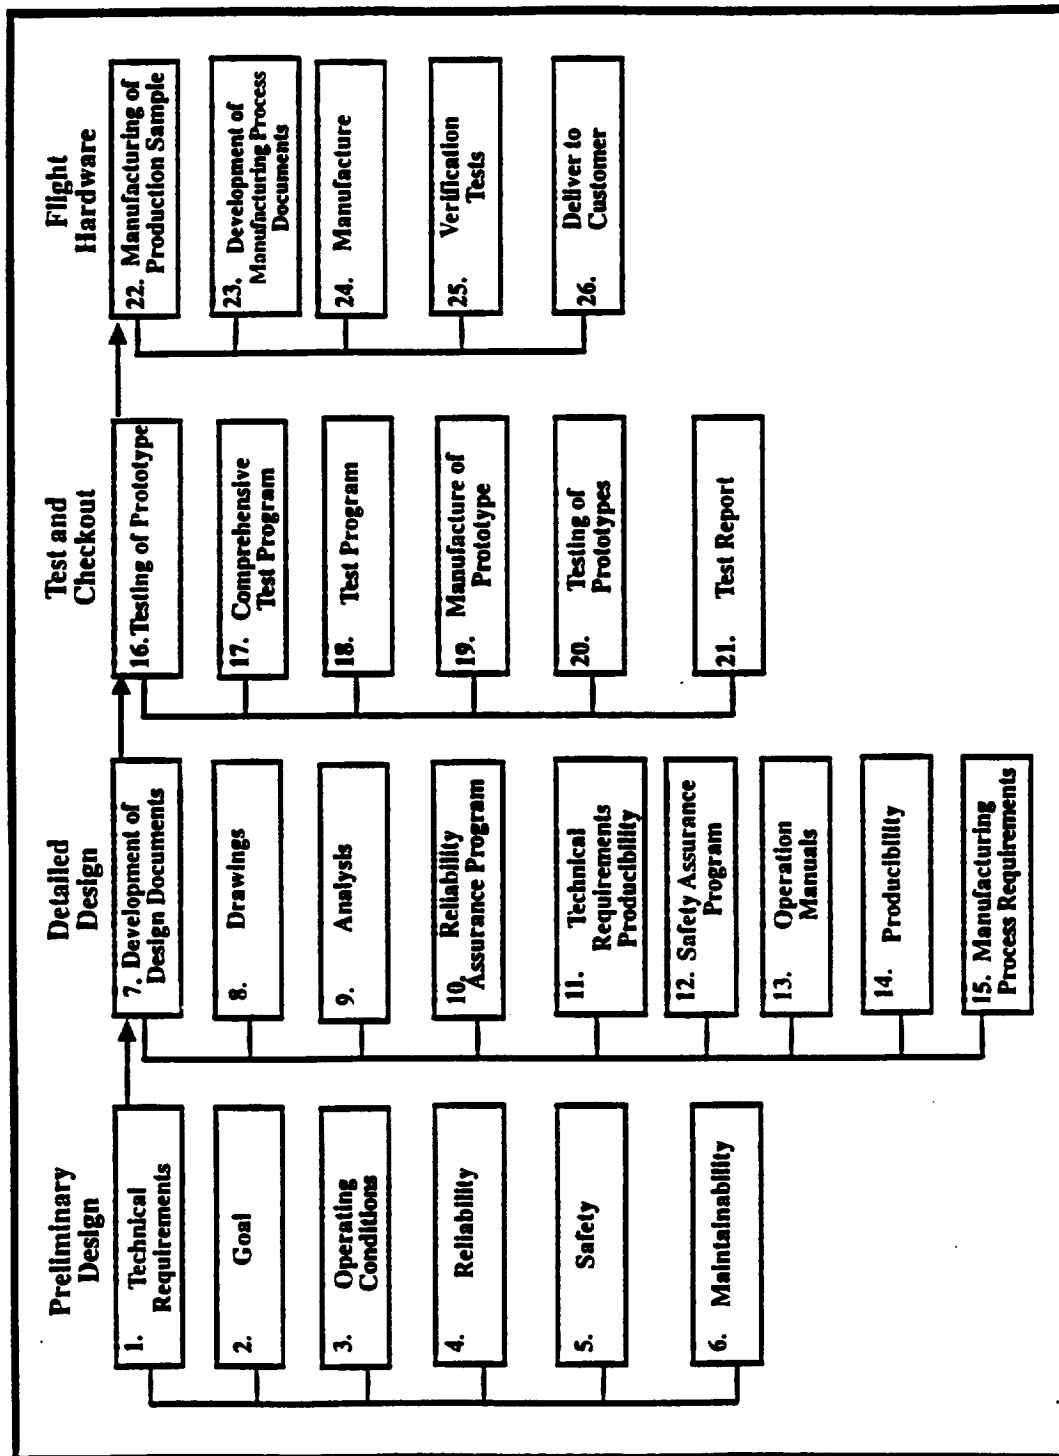 Preliminary
Design
1. Technical
Requirements
2. Goal
3. Operating
Conditions
4. Reliability
5. Safety
6. Maintainability
Detailed
Design
7. Development of
Design Documents
8. Drawings
9. Analysis
10. Reliability
Assurance Program
11. Technical
Requirements
Producibility
12. Safety Assurance
Program
13. Operation
Manuals
14. Producibility
15. Manufacturing
Process Requirements
Test and
Checkout
16. Testing of Prototype
17. Comprehensive
Test Program
18. Test Program
19. Manufacture of
Prototype
20. Testing of
Prototypes
21. Test Report
Flight
Hardware
22. Manufacturing of
Production Sample
23. Development of
Manufacturing Process
Documents
24. Manufacture
25. Verification
Tests
26. Deliver to
Customer